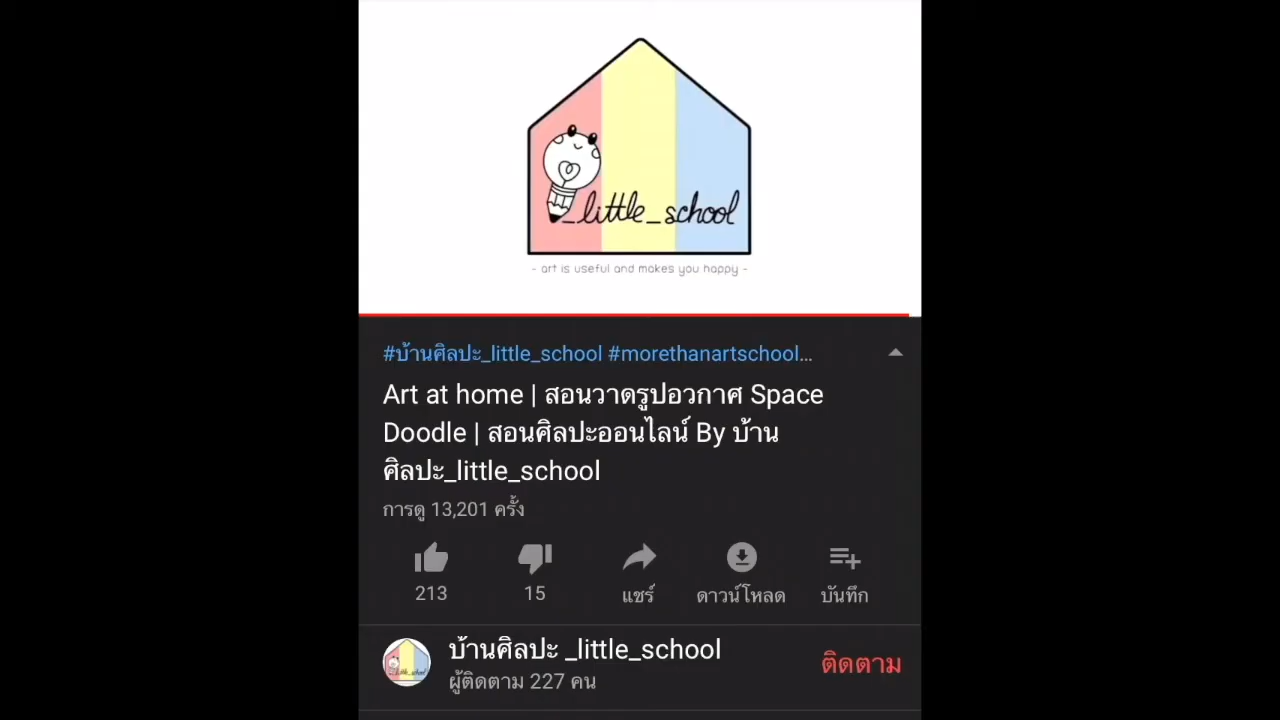 _little_school
- art is useful and makes you happy -
#บ้านศิลปะ_little_school #morethanartschool...
Art at home | สอนวาดรูปอวกาศ Space
Doodle | สอนศิลปะออนไลน์ By บ้าน
ศิลปะ_little_school
การดู 13,201 ครั้ง
213 15 แชร์ ดาวน์โหลด บันทึก
บ้านศิลปะ _little_school
ผู้ติดตาม 227 คน
ติดตาม